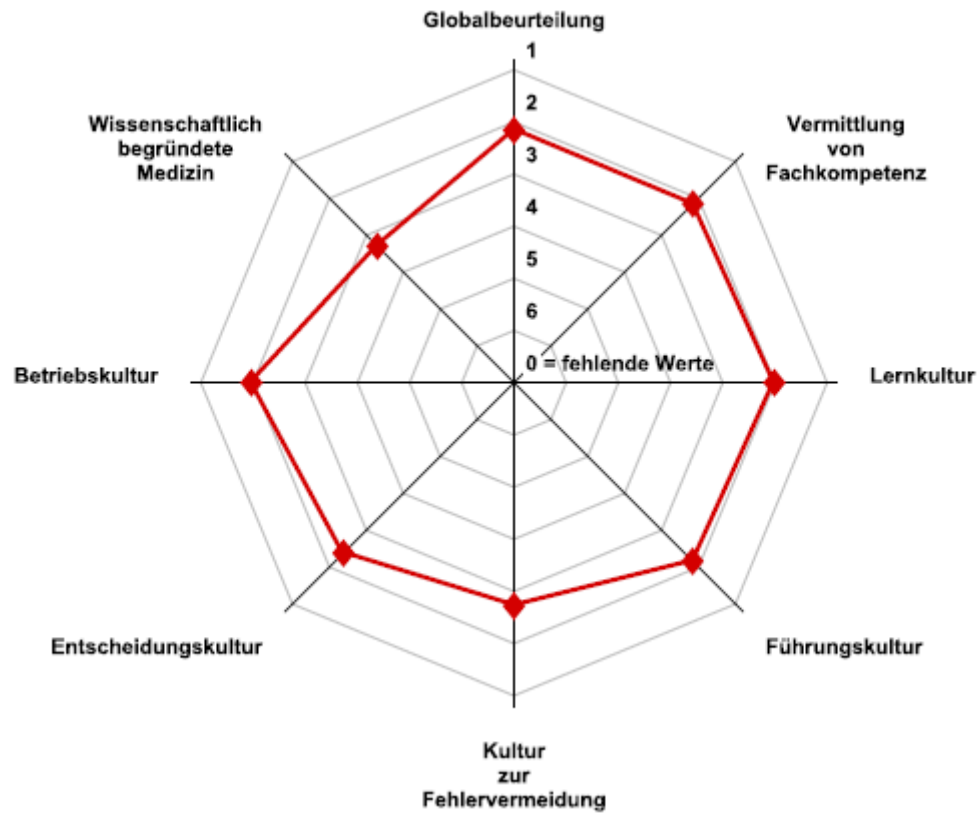 Globalbeurteilung
1
2
3
4
5
6
0 = fehlende Werte
Vermittlung
von
Fachkompetenz
Lernkultur
Führungskultur
Kultur
zur
Fehlervermeidung
Entscheidungskultur
Betriebskultur
Wissenschaftlich
begründete
Medizin